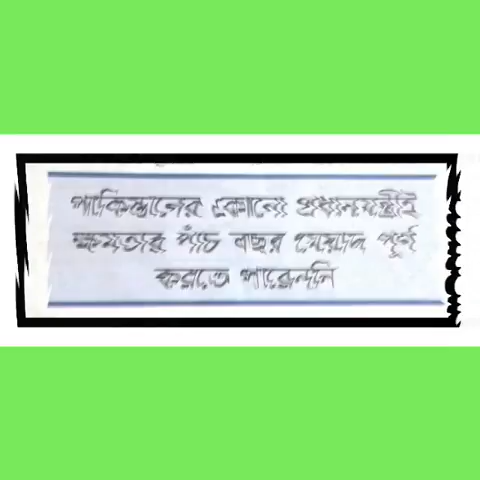 পাকিস্তানের কোনো প্রধানমন্ত্রীই
ক্ষমতার পাঁচ বছর মেয়াদ পূর্ণ
করতে পারেননি